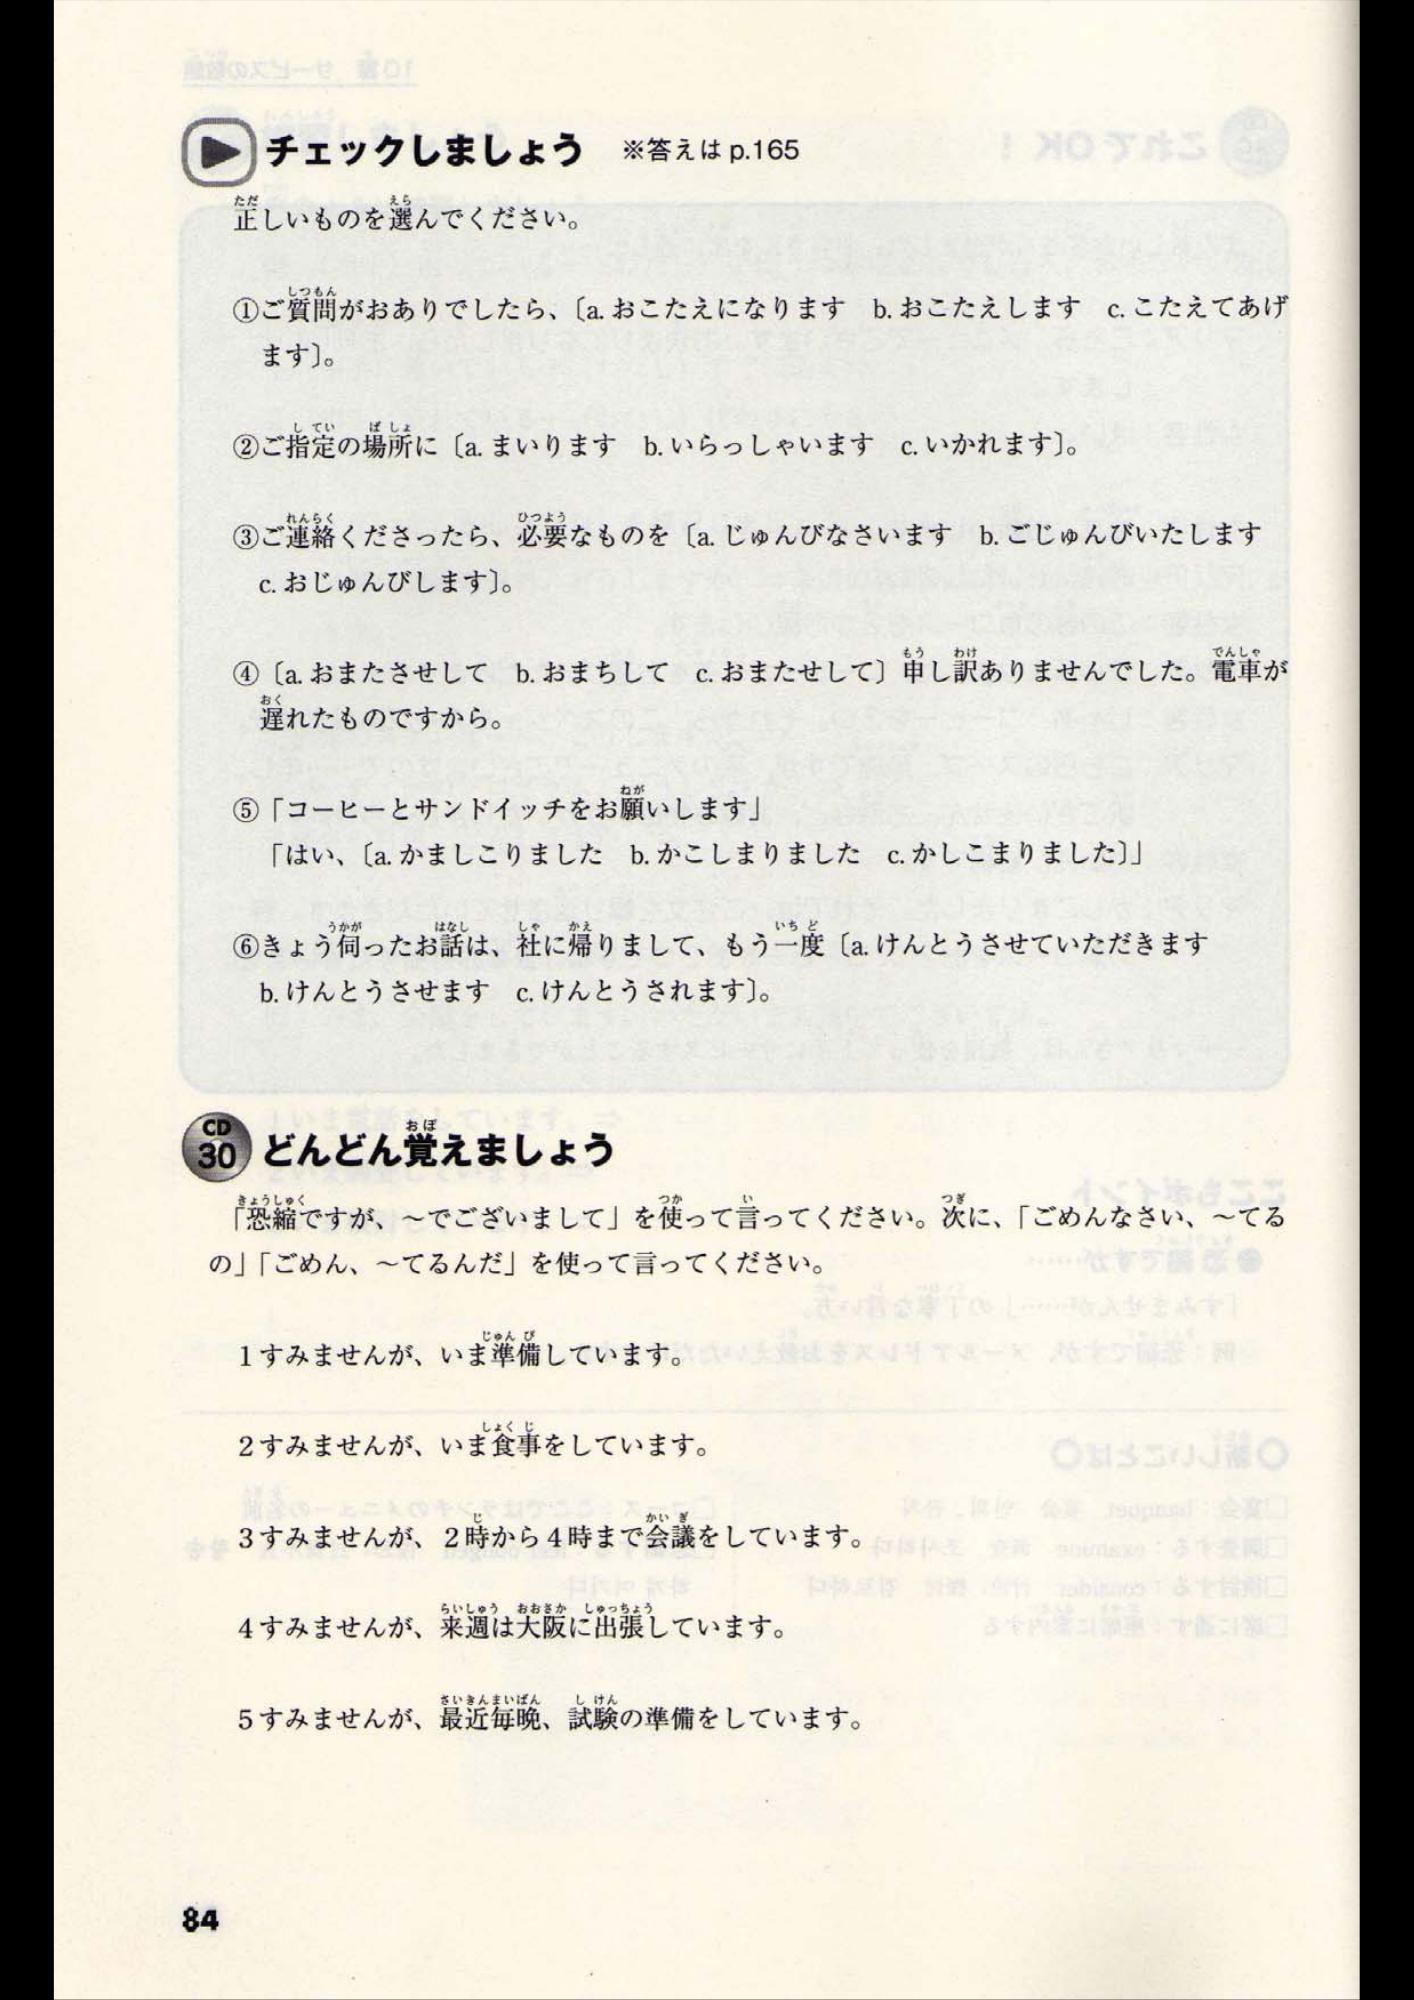 チェックしましょう ※答えは p.165
正しいものを選んでください。
①ご質問がおありでしたら、〔a. おこたえになります b. おこたえします c. こたえてあげ
ます〕。
②ご指定の場所に〔a. まいります b. いらっしゃいます c. いかれます〕。
③ご連絡くださったら、必要なものを〔a. じゅんびなさいます b. ごじゅんびいたします
c. おじゅんびします〕。
④〔a. おまたさせして b. おまちして c. おまたせして〕申し訳ありませんでした。電車が
遅れたものですから。
⑤「コーヒーとサンドイッチをお願いします」
「はい、〔a. かましこりました b. かこしまりました c. かしこまりました〕」
⑥きょう伺ったお話は、社に帰りまして、もう一度〔a. けんとうさせていただきます
b. けんとうさせます c. けんとうされます〕。
CD 30 どんどん覚えましょう
「恐縮ですが、〜でございまして」を使って言ってください。次に、「ごめんなさい、〜てる
の」「ごめん、〜てるんだ」を使って言ってください。
1すみませんが、いま準備しています。
2すみませんが、いま食事をしています。
3すみませんが、2時から4時まで会議をしています。
4すみませんが、来週は大阪に出張しています。
5すみませんが、最近毎晩、試験の準備をしています。
84